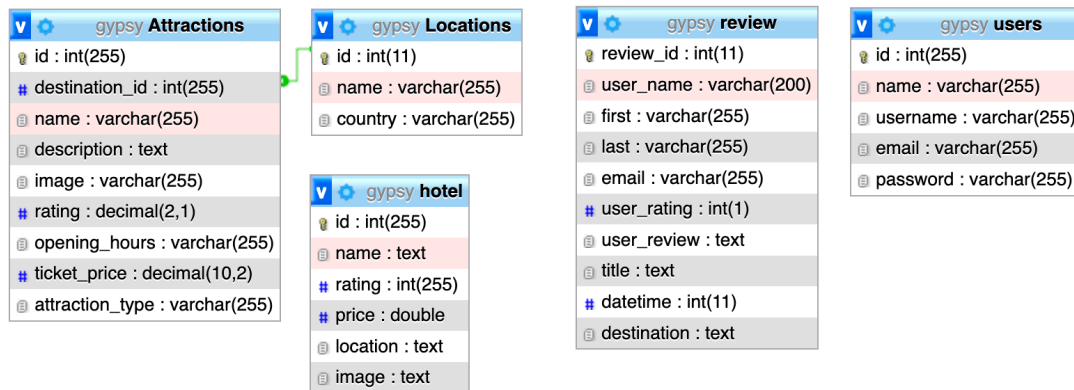 v gypsy Attractions
id : int(255)
destination_id : int(255)
name : varchar(255)
description : text
image : varchar(255)
rating : decimal(2,1)
opening_hours : varchar(255)
ticket_price : decimal(10,2)
attraction_type : varchar(255)
v gypsy Locations
id : int(11)
name : varchar(255)
country : varchar(255)
v gypsy hotel
id : int(255)
name : text
rating : int(255)
price : double
location : text
image : text
v gypsy review
review_id : int(11)
user_name : varchar(200)
first : varchar(255)
last : varchar(255)
email : varchar(255)
user_rating : int(1)
user_review : text
title : text
datetime : int(11)
destination : text
v gypsy users
id : int(255)
name : varchar(255)
username : varchar(255)
email : varchar(255)
password : varchar(255)